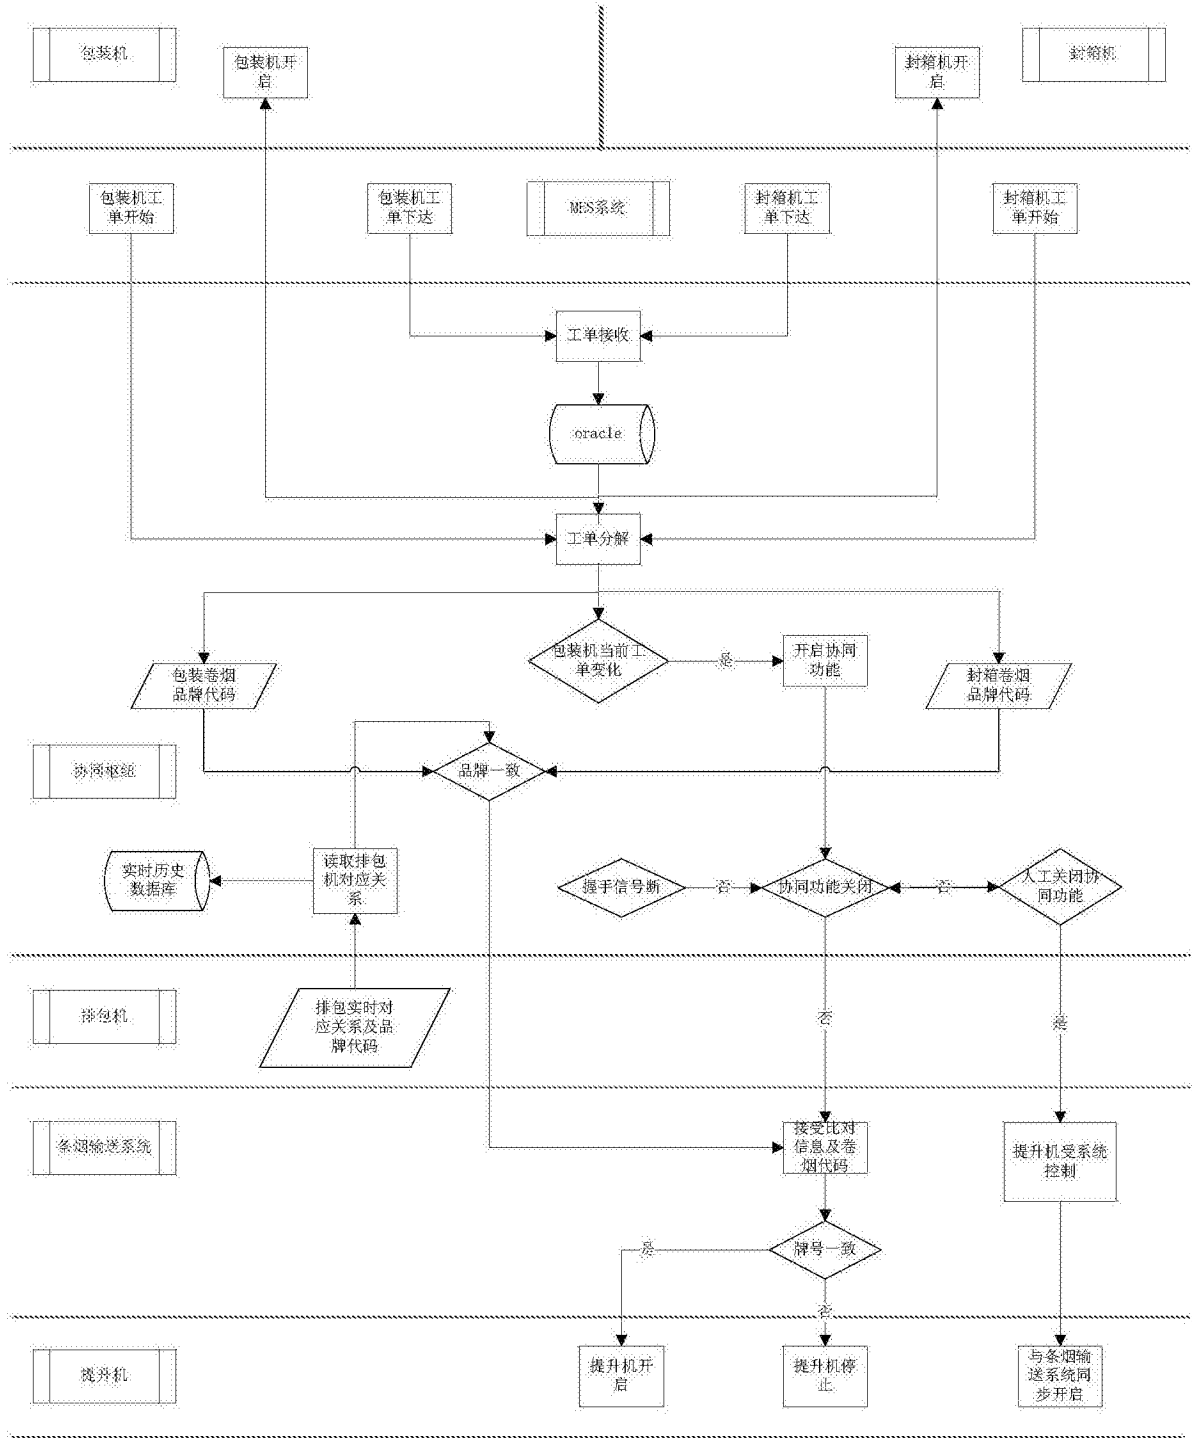 包装机
包装机开
启
封箱机开
启
封箱机
包装机工
单开始
包装机工
单下达
MES系统
封箱机工
单下达
封箱机工
单开始
工单接收
oracle
工单分解
包装卷烟
品牌代码
包装机当前工
单变化
是
开启协同
功能
封箱卷烟
品牌代码
协同枢纽
品牌一致
实时历史
数据库
读取排包
机对应关
系
握手信号断
否
协同功能关闭
否
人工关闭协
同功能
排包机
排包实时对
应关系及品
牌代码
否
是
条烟输送系统
接受比对
信息及卷
烟代码
提升机受系统
控制
是
牌号一致
否
提升机
提升机开
启
提升机停
止
与条烟输
送系统同
步开启